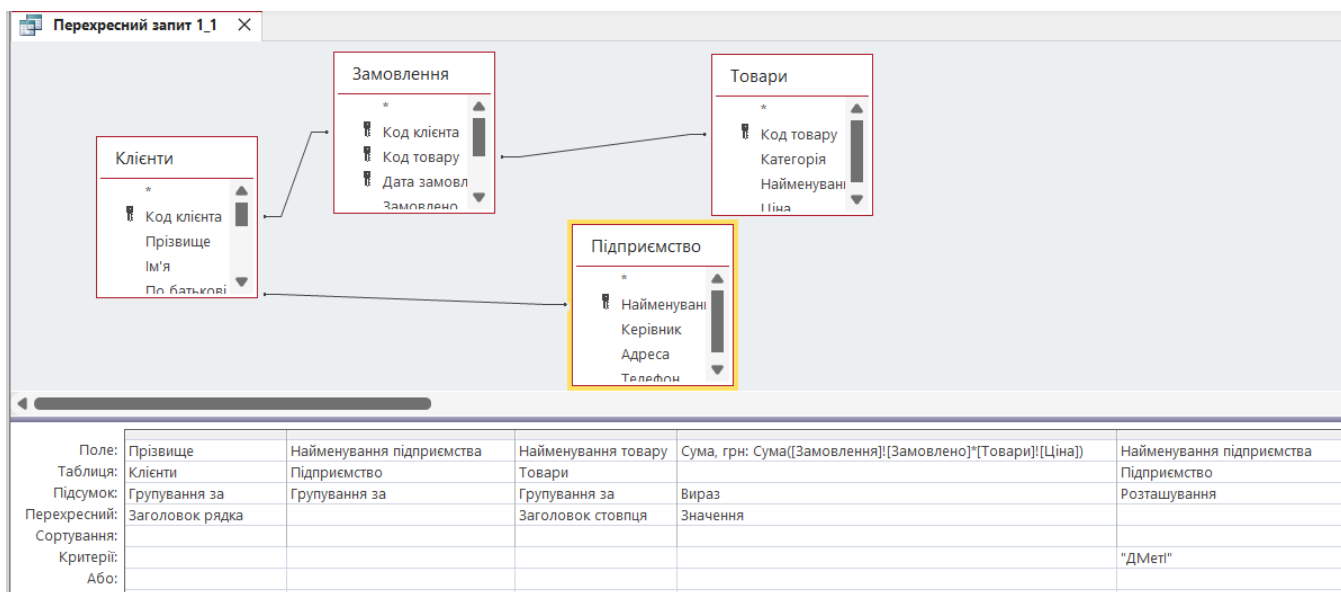 Перехресний запит 1_1
Замовлення
*
Код клієнта
Код товару
Дата замовл
Замовлено
Товари
*
Код товару
Категорія
Найменувані
Ціна
Клієнти
*
Код клієнта
Прізвище
Ім'я
По батькові
Підприємство
*
Найменувані
Керівник
Адреса
Телефон
Поле: Прізвище Найменування підприємства Найменування товару Сума, грн: Сума([Замовлення]![Замовлено]*[Товари]![Ціна]) Найменування підприємства
Таблиця: Клієнти Підприємство Товари Підприємство
Підсумок: Групування за Групування за Групування за Вираз Розташування
Перехресний: Заголовок рядка Заголовок стовпця Значення
Сортування:
Критерії: "ДМетІ"
Або: